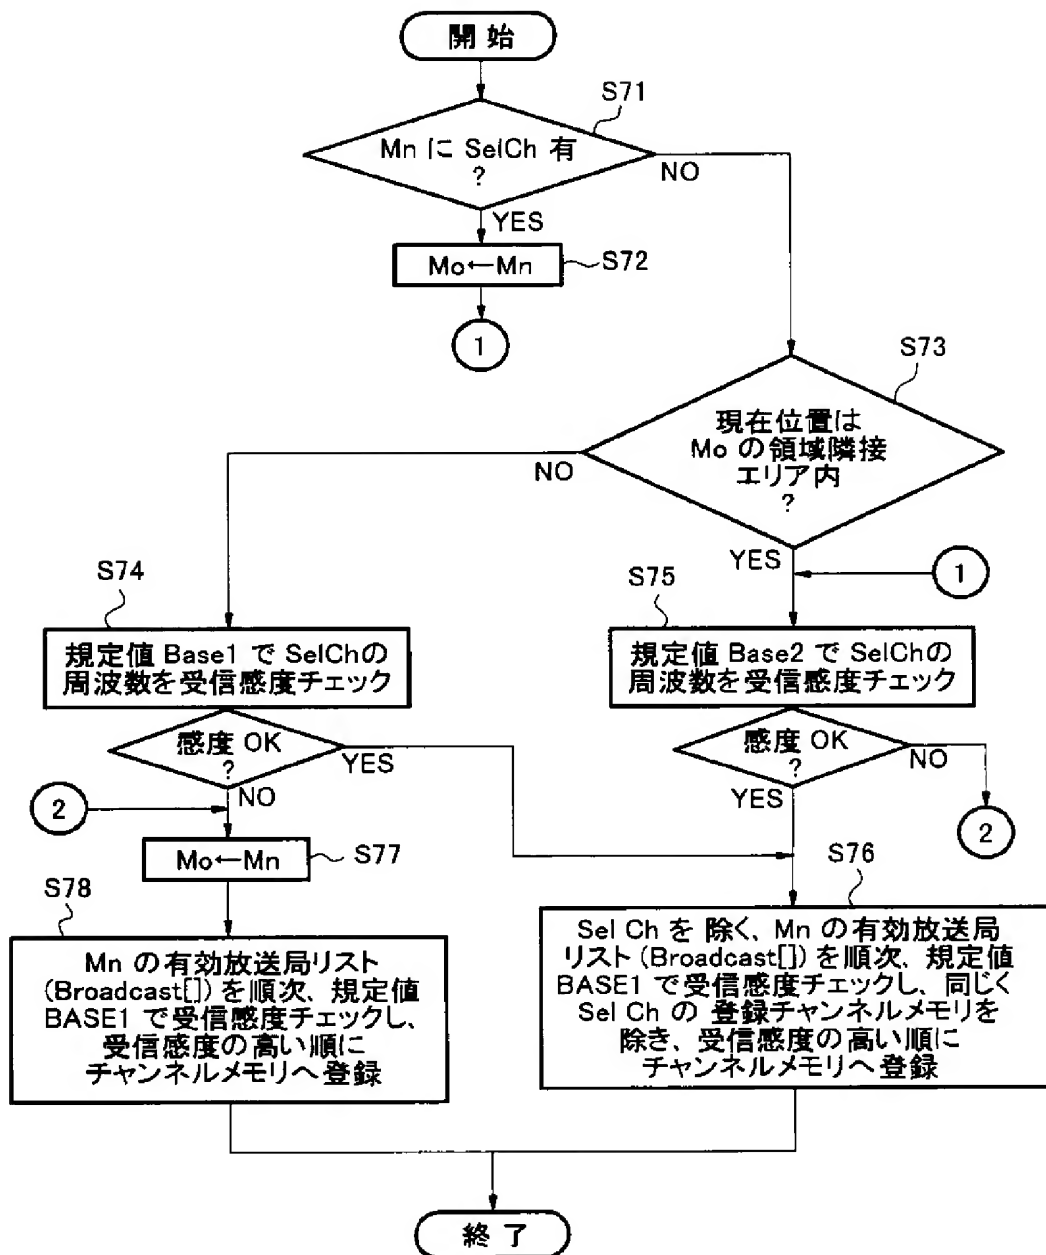 開 始
S71
Mn に SelCh 有
?
NO
YES
Mo←Mn
S72
1
S73
現在位置は
Mo の領域隣接
エリア内
?
NO
YES
1
S74
規定値 Base1 で SelChの
周波数を受信感度チェック
S75
規定値 Base2 で SelChの
周波数を受信感度チェック
感度 OK
?
YES
NO
感度 OK
?
NO
YES
2
2
Mo←Mn
S77
S78
Mn の有効放送局リスト
(Broadcast[]) を順次、規定値
BASE1 で受信感度チェックし、
受信感度の高い順に
チャンネルメモリへ登録
S76
Sel Ch を 除く、Mn の有効放送局
リスト (Broadcast[]) を順次、規定値
BASE1 で受信感度チェックし、同じく
Sel Ch の 登録チャンネルメモリを
除き、受信感度の高い順に
チャンネルメモリへ登録
終 了